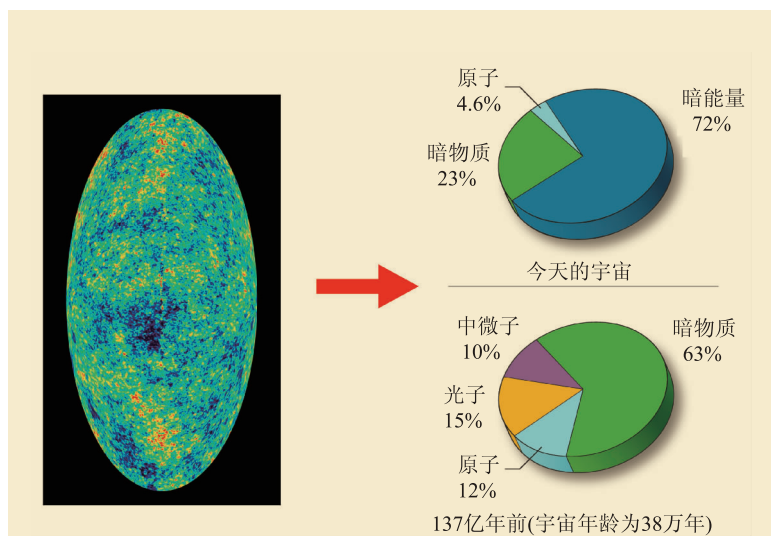 原子
4.6%
暗能量
72%
暗物质
23%
今天的宇宙
中微子
10%
暗物质
63%
光子
15%
原子
12%
137亿年前(宇宙年龄为38万年)